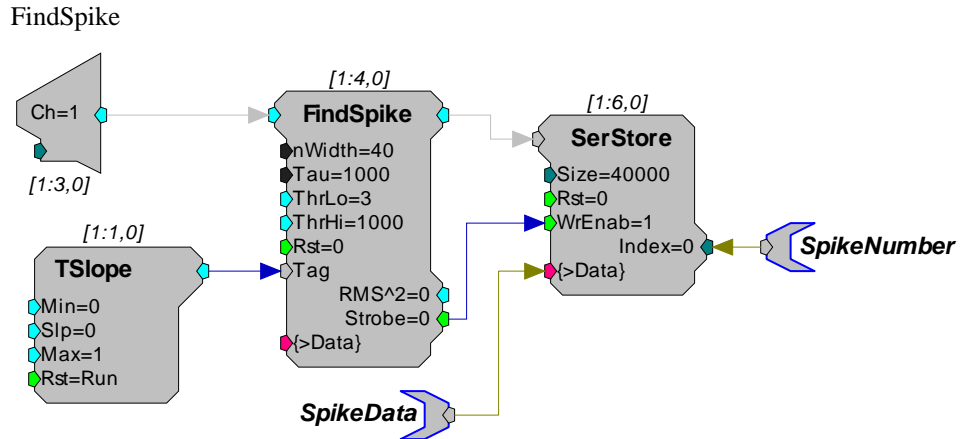 FindSpike
Ch=1
[1:3,0]
[1:1,0]
TSlope
Min=0
Slp=0
Max=1
Rst=Run
[1:4,0]
FindSpike
nWidth=40
Tau=1000
ThrLo=3
ThrHi=1000
Rst=0
Tag
RMS^2=0
Strobe=0
{>Data}
[1:6,0]
SerStore
Size=40000
Rst=0
WrEnab=1
Index=0
{>Data}
SpikeNumber
SpikeData